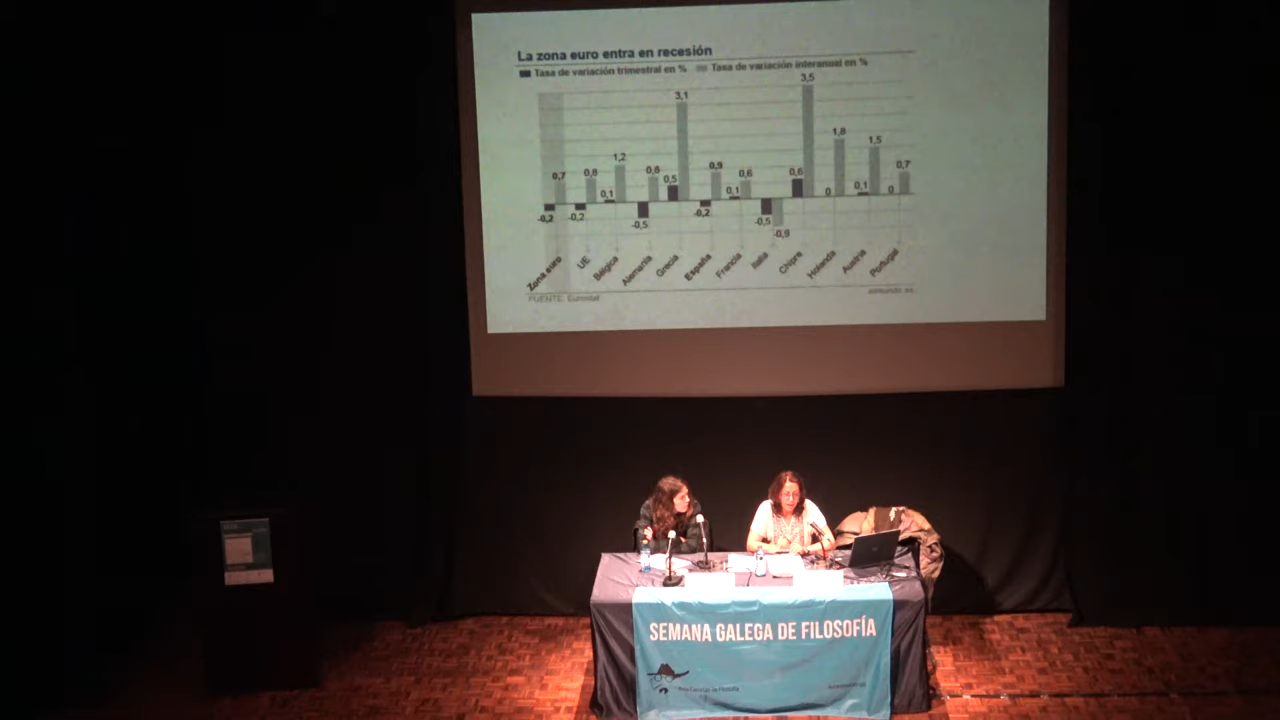 La zona euro entra en recesión
Tasa de variación trimestral en % Tasa de variación interanual en %
3,5
3,1
1,8
1,5
1,2
0,7 0,8 0,1 0,6 0,5 0,9 0,1 0,6 0,6 0 0,1 0 0,7
-0,2 -0,2 -0,5 -0,2 -0,5
-0,9
Zona euro UE Bélgica Alemania Grecia España Francia Italia Chipre Holanda Austria Portugal
FUENTE: Eurostat elmundo.es
SEMANA GALEGA DE FILOSOFÍA